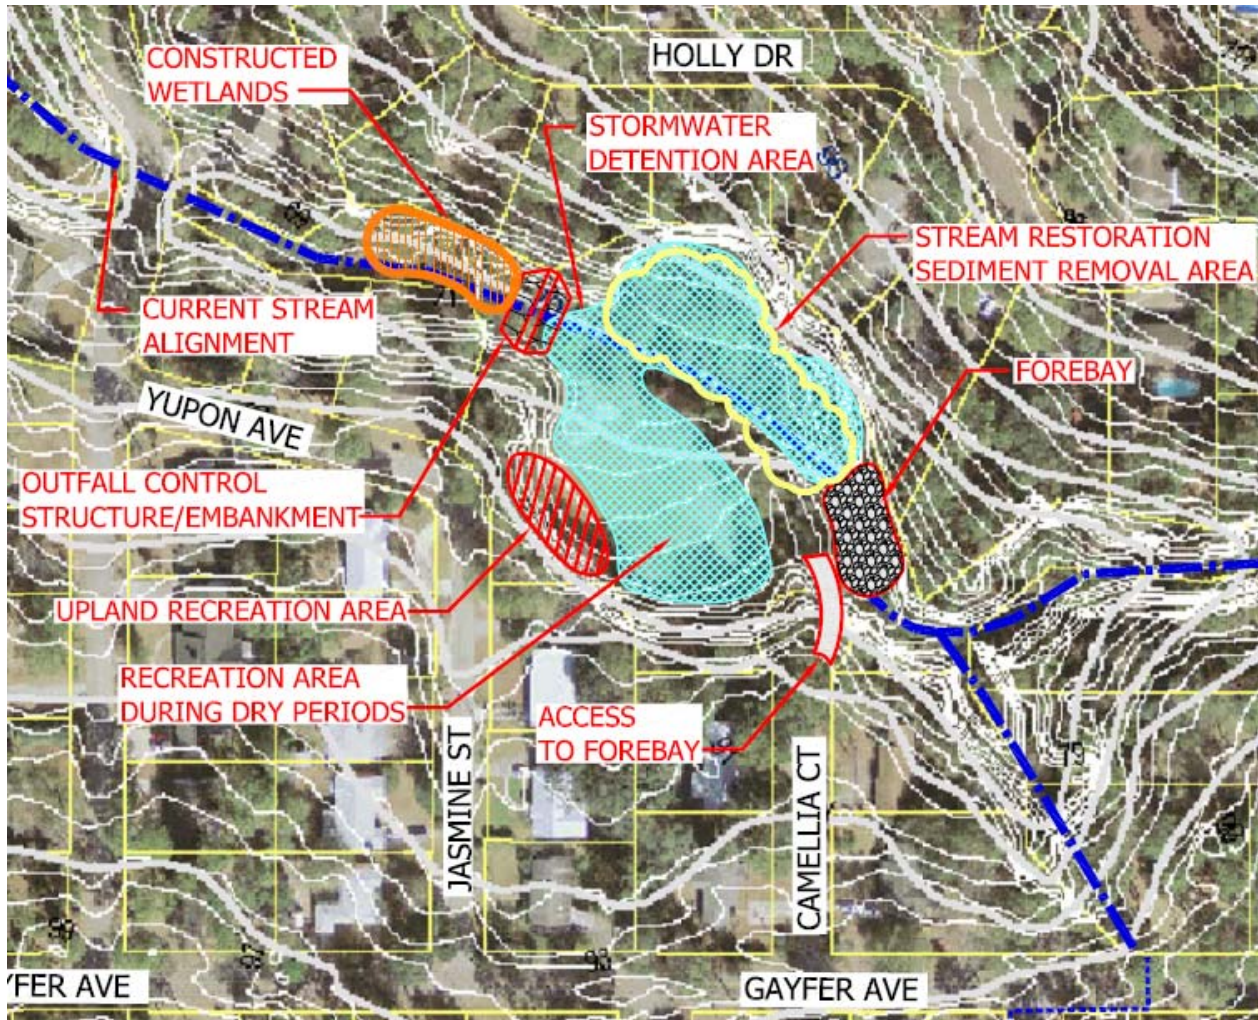 HOLLY DR
CONSTRUCTED
WETLANDS
STORMWATER
DETENTION AREA
STREAM RESTORATION
SEDIMENT REMOVAL AREA
CURRENT STREAM
ALIGNMENT
FOREBAY
YUPON AVE
OUTFALL CONTROL
STRUCTURE/EMBANKMENT
UPLAND RECREATION AREA
RECREATION AREA
DURING DRY PERIODS
ACCESS
TO FOREBAY
JASMINE ST
CAMELLIA CT
75
YFER AVE
GAYFER AVE